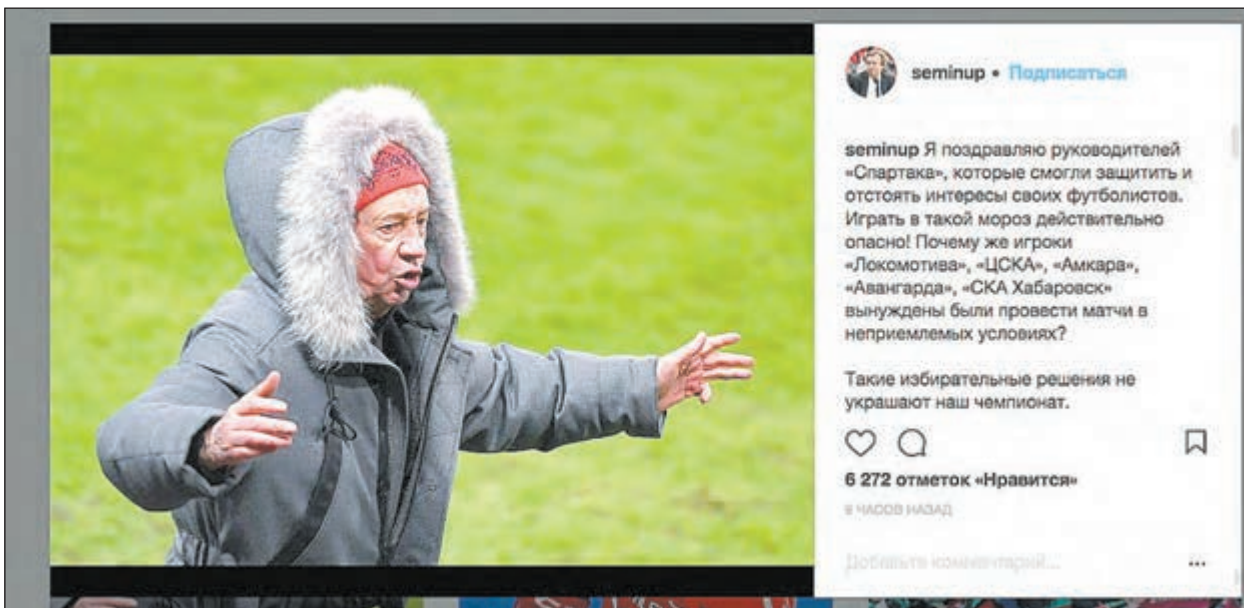 seminup • Подписаться
seminup Я поздравляю руководителей
«Спартака», которые смогли защитить и
отстоять интересы своих футболистов.
Играть в такой мороз действительно
опасно! Почему же игроки
«Локомотива», «ЦСКА», «Амкара»,
«Авангарда», «СКА Хабаровск»
вынуждены были провести матчи в
неприемлемых условиях?
Такие избирательные решения не
украшают наш чемпионат.
6 272 отметок «Нравится»
ЧАСОВ НАЗАД
Добавьте комментарий...